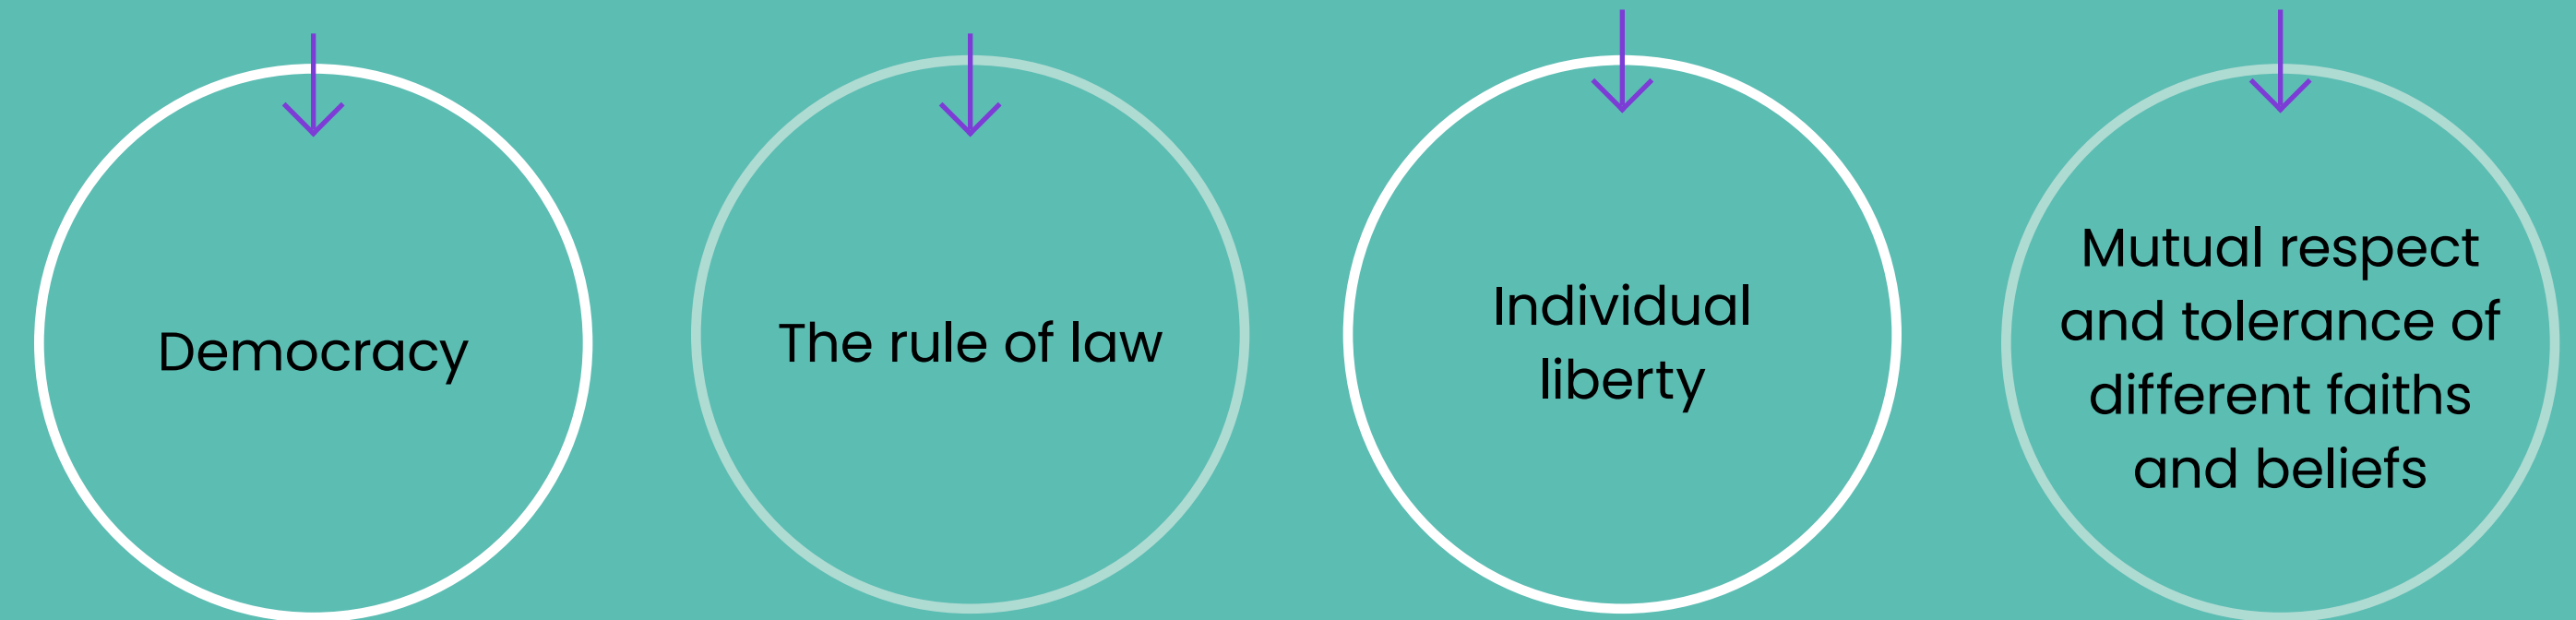 Democracy
The rule of law
Individual
liberty
Mutual respect
and tolerance of
different faiths
and beliefs